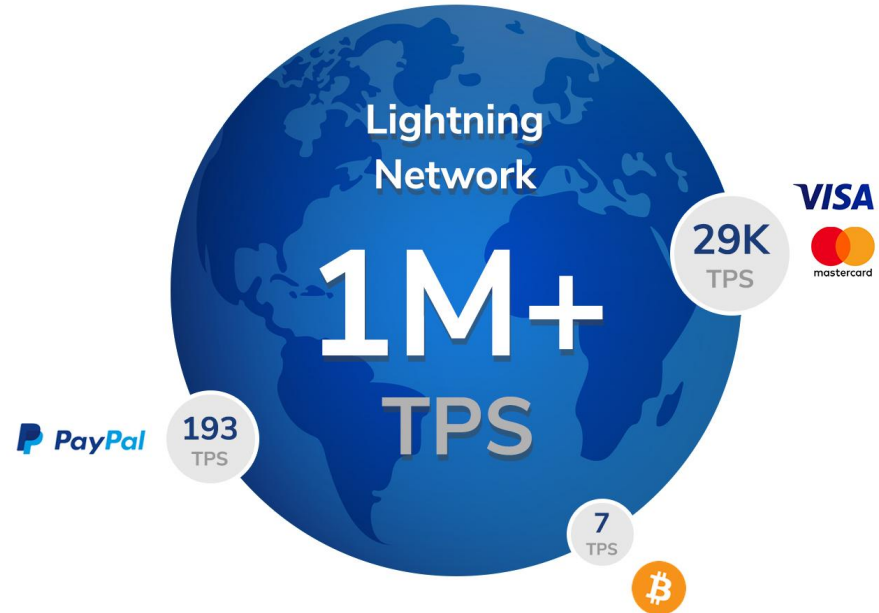 Lightning
Network
1M+
TPS
29K
TPS
VISA
mastercard
PayPal
193
TPS
7
TPS